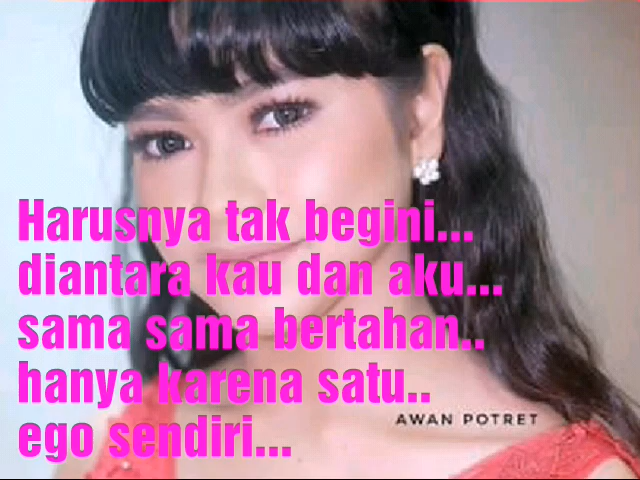 Harusnya tak begini...
diantara kau dan aku...
sama sama bertahan..
hanya karena satu..
ego sendiri...
AWAN POTRET